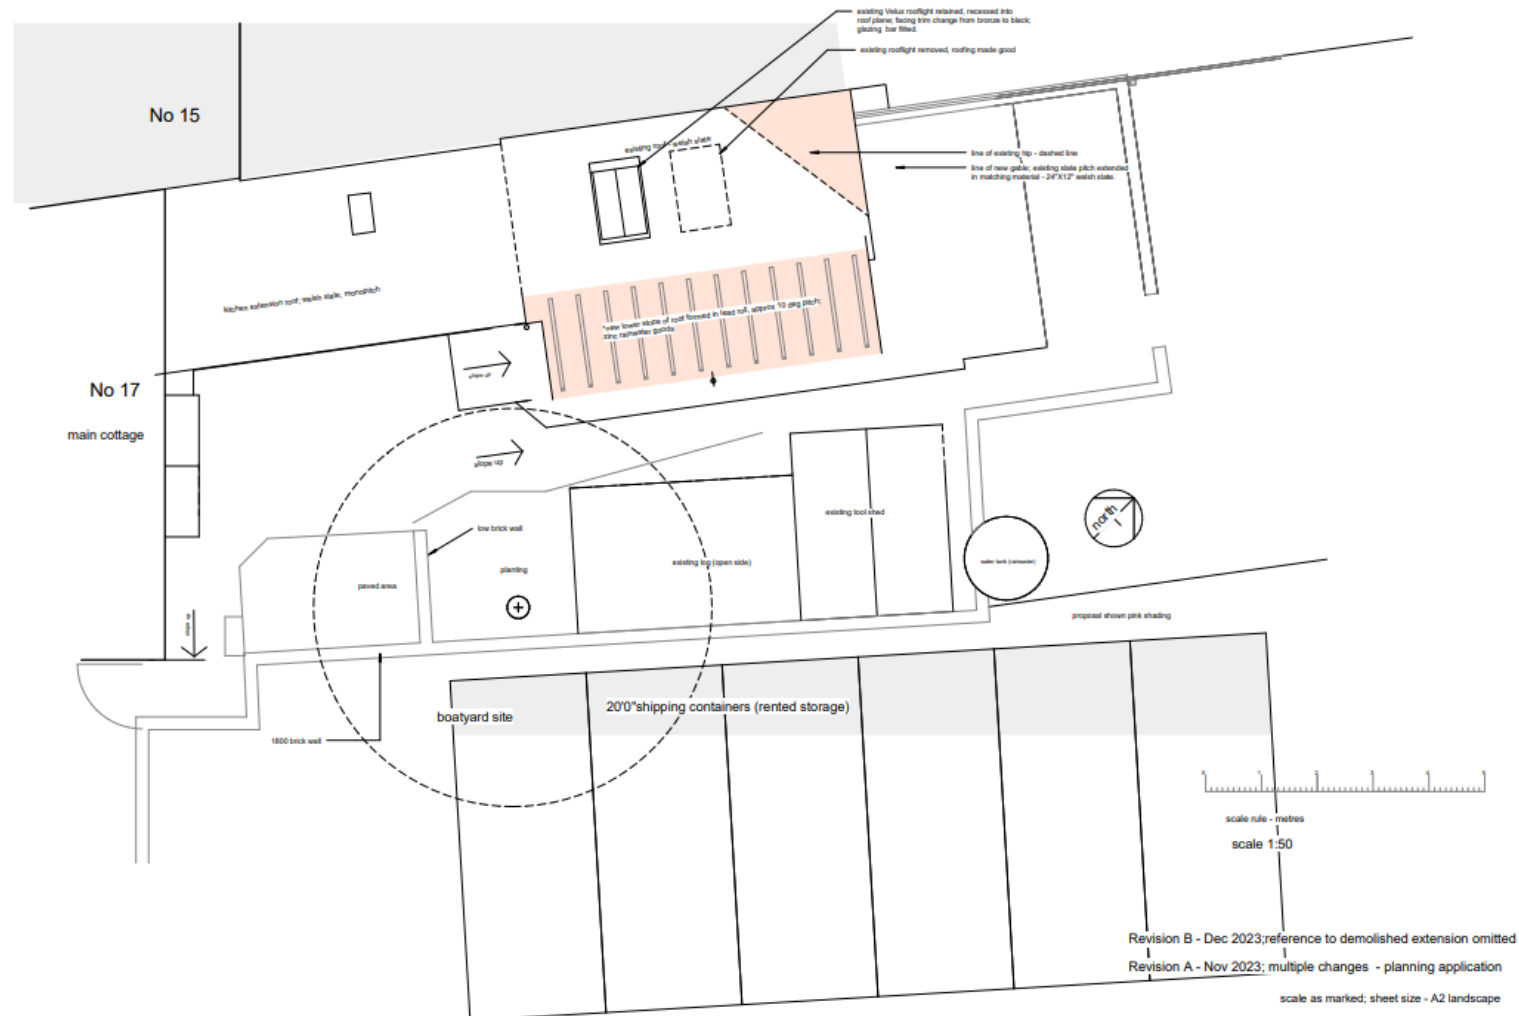 existing Velux rooflight retained, recessed into
roof plane; facing trim change from bronze to black;
glazing bar fitted.
existing rooflight removed, roofing made good
No 15
existing roof - welsh slate
line of existing hip - dashed line
line of new gable; existing slate pitch extended
in matching material - 24"X12" welsh slate.
kitchen extension roof; welsh slate, monopitch
"new lower slope of roof formed in lead roll, approx 10 deg pitch;
zinc rainwater goods
slope up
No 17
main cottage
slope up
low brick wall
existing tool shed
north
planting
existing log (open side)
water tank (rainwater)
paved area
slope up
proposal shown pink shading
boatyard site
20'0"shipping containers (rented storage)
1800 brick wall
0 1 2 3 4 5
scale rule - metres
scale 1:50
Revision B - Dec 2023;reference to demolished extension omitted
Revision A - Nov 2023; multiple changes - planning application
scale as marked; sheet size - A2 landscape